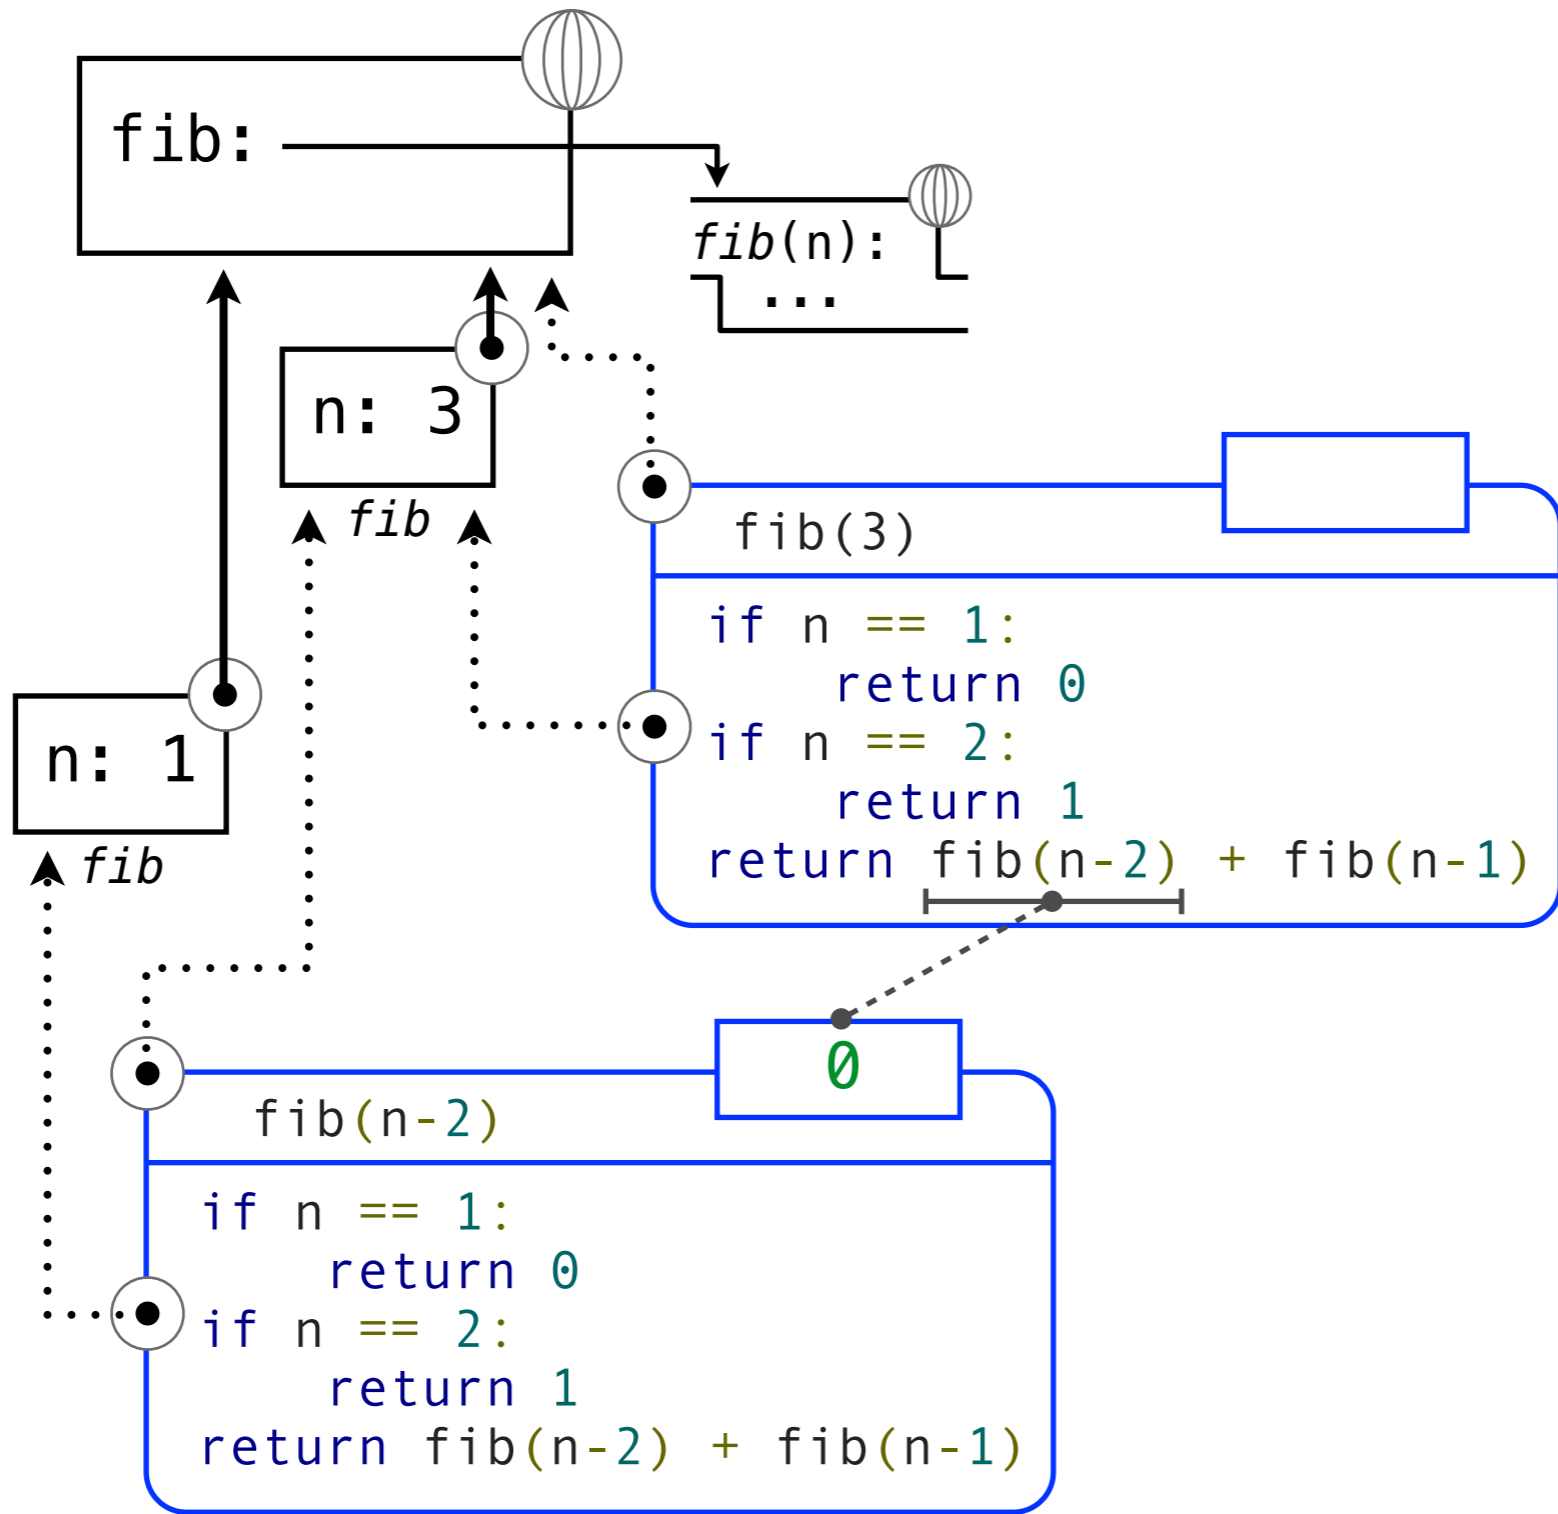 fib:
fib(n):
...
n: 3
fib
fib(3)
if n == 1:
    return 0
if n == 2:
    return 1
return fib(n-2) + fib(n-1)
n: 1
fib
0
fib(n-2)
if n == 1:
    return 0
if n == 2:
    return 1
return fib(n-2) + fib(n-1)